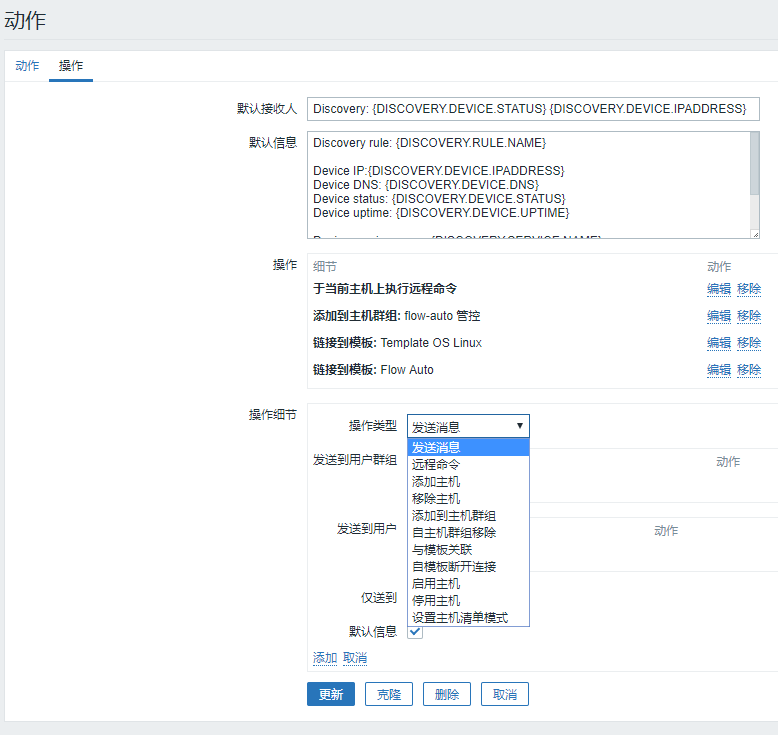 动作
动作 操作
默认接收人 Discovery: {DISCOVERY.DEVICE.STATUS} {DISCOVERY.DEVICE.IPADDRESS}
默认信息 Discovery rule: {DISCOVERY.RULE.NAME}
Device IP:{DISCOVERY.DEVICE.IPADDRESS}
Device DNS: {DISCOVERY.DEVICE.DNS}
Device status: {DISCOVERY.DEVICE.STATUS}
Device uptime: {DISCOVERY.DEVICE.UPTIME}
操作 细节 动作
于当前主机上执行远程命令 编辑 移除
添加到主机群组: flow-auto 管控 编辑 移除
链接到模板: Template OS Linux 编辑 移除
链接到模板: Flow Auto 编辑 移除
操作细节
操作类型 发送消息
发送消息
发送到用户群组 远程命令 动作
添加主机
移除主机
添加到主机群组
发送到用户 自主机群组移除 动作
与模板关联
自模板断开连接
启用主机
仅送到 停用主机
设置主机清单模式
默认信息
添加 取消
更新 克隆 删除 取消